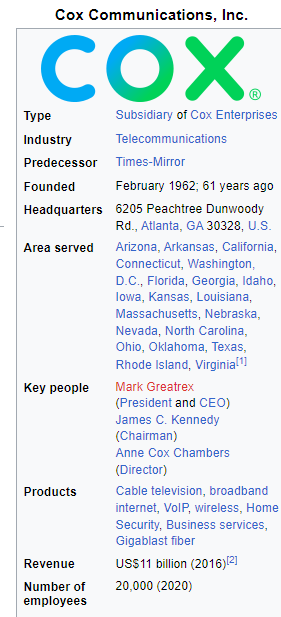 Cox Communications, Inc.
COX®
Type Subsidiary of Cox Enterprises
Industry Telecommunications
Predecessor Times-Mirror
Founded February 1962; 61 years ago
Headquarters 6205 Peachtree Dunwoody
Rd., Atlanta, GA 30328, U.S.
Area served Arizona, Arkansas, California,
Connecticut, Washington,
D.C., Florida, Georgia, Idaho,
Iowa, Kansas, Louisiana,
Massachusetts, Nebraska,
Nevada, North Carolina,
Ohio, Oklahoma, Texas,
Rhode Island, Virginia[1]
Key people Mark Greatrex
(President and CEO)
James C. Kennedy
(Chairman)
Anne Cox Chambers
(Director)
Products Cable television, broadband
internet, VoIP, wireless, Home
Security, Business services,
Gigablast fiber
Revenue US$11 billion (2016)[2]
Number of 20,000 (2020)
employees